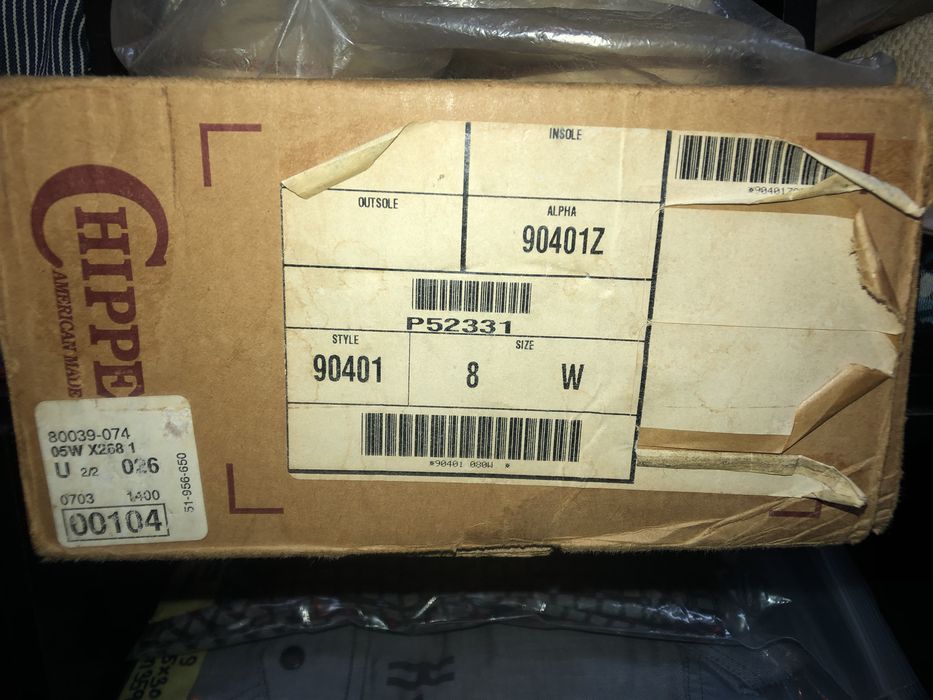 CHIPPE
AMERICAN MADE
INSOLE
OUTSOLE
ALPHA
90401Z
P52331
STYLE
90401
SIZE
8 W
*90401 080W *
80039-074
05W X268 1
U 2/2 026
0703 1400
00104
51-956-650